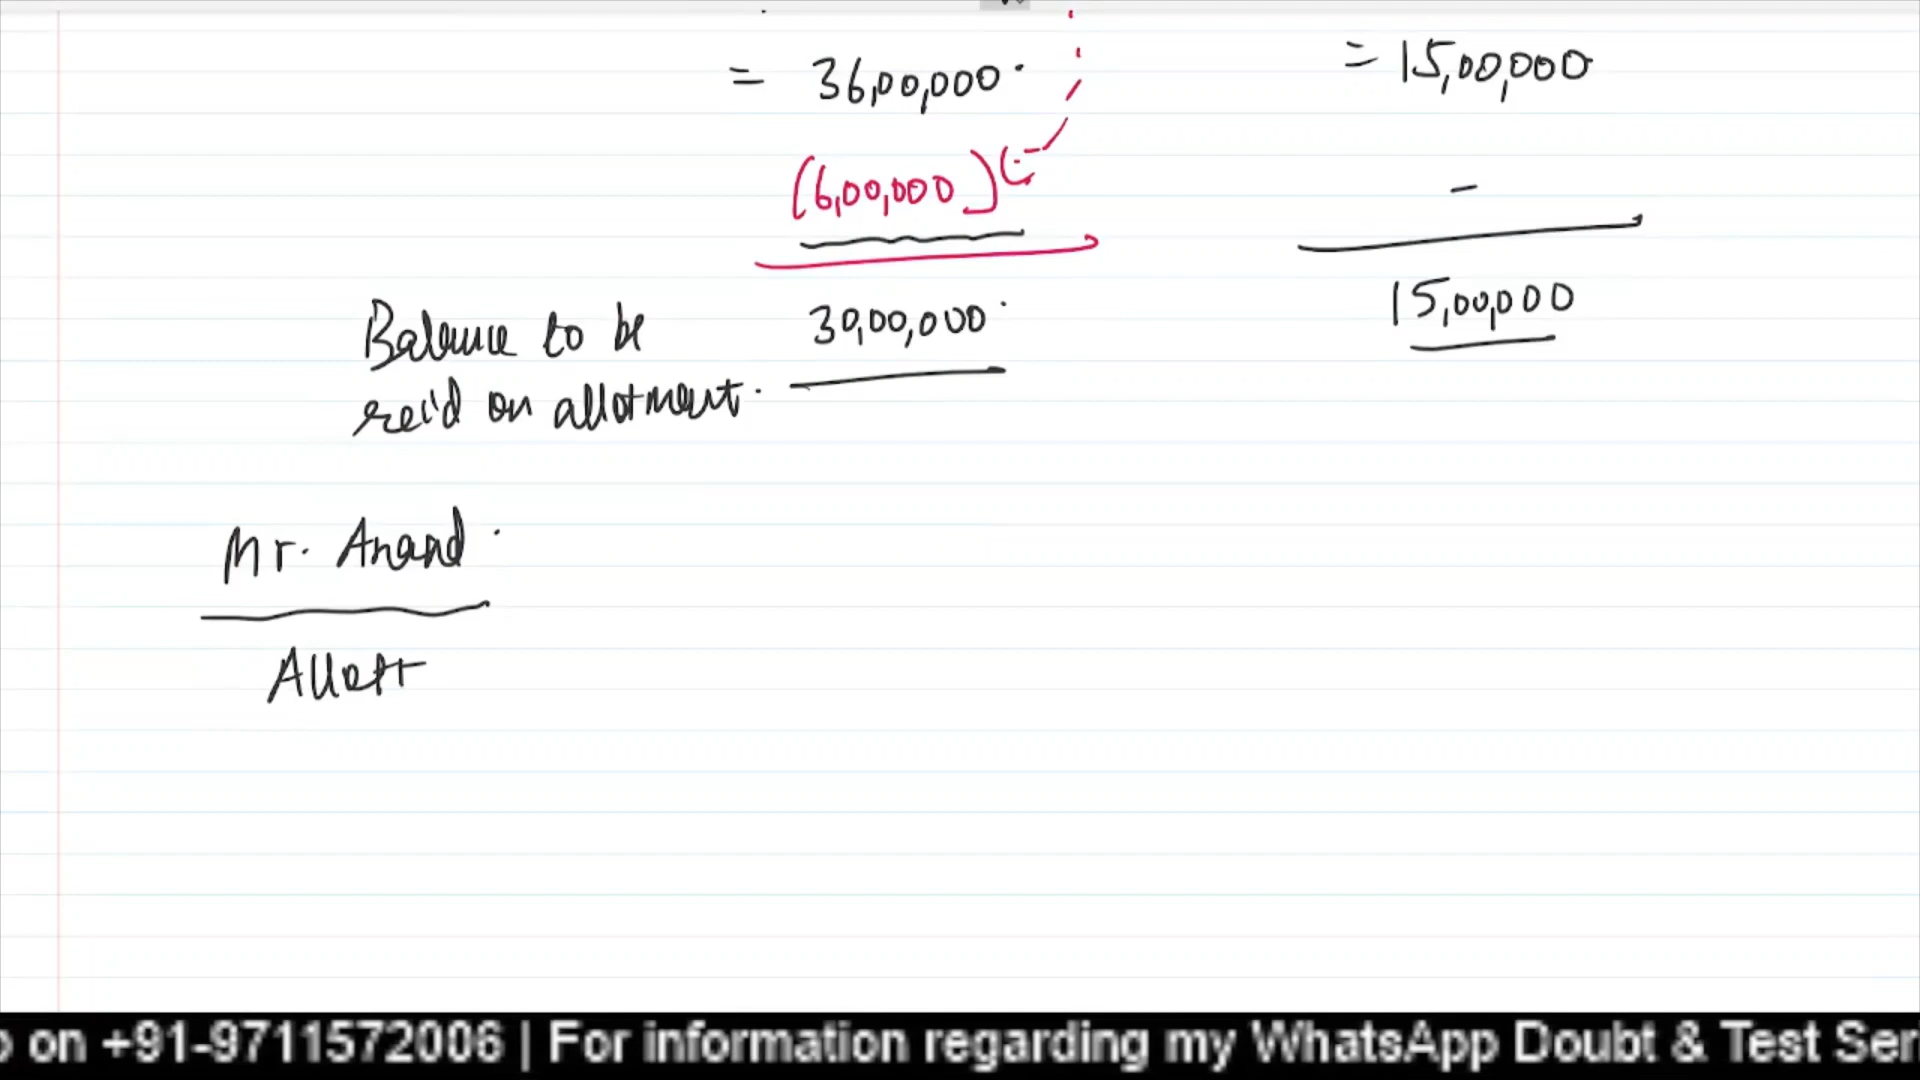 = 36,00,000
= 15,00,000
(6,00,000)
-
Balance to be
rec'd on allotment.
30,00,000
15,00,000
Mr. Anand.
Allott
on +91-9711572006 | For information regarding my WhatsApp Doubt & Test Ser